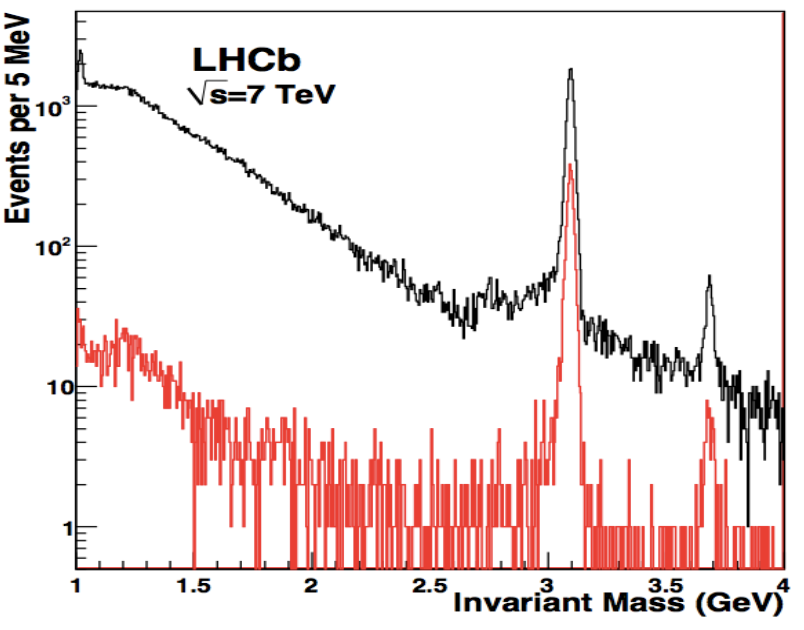 LHCb
√s=7 TeV
Events per 5 MeV
10³
10²
10
1
1 1.5 2 2.5 3 3.5 4
Invariant Mass (GeV)